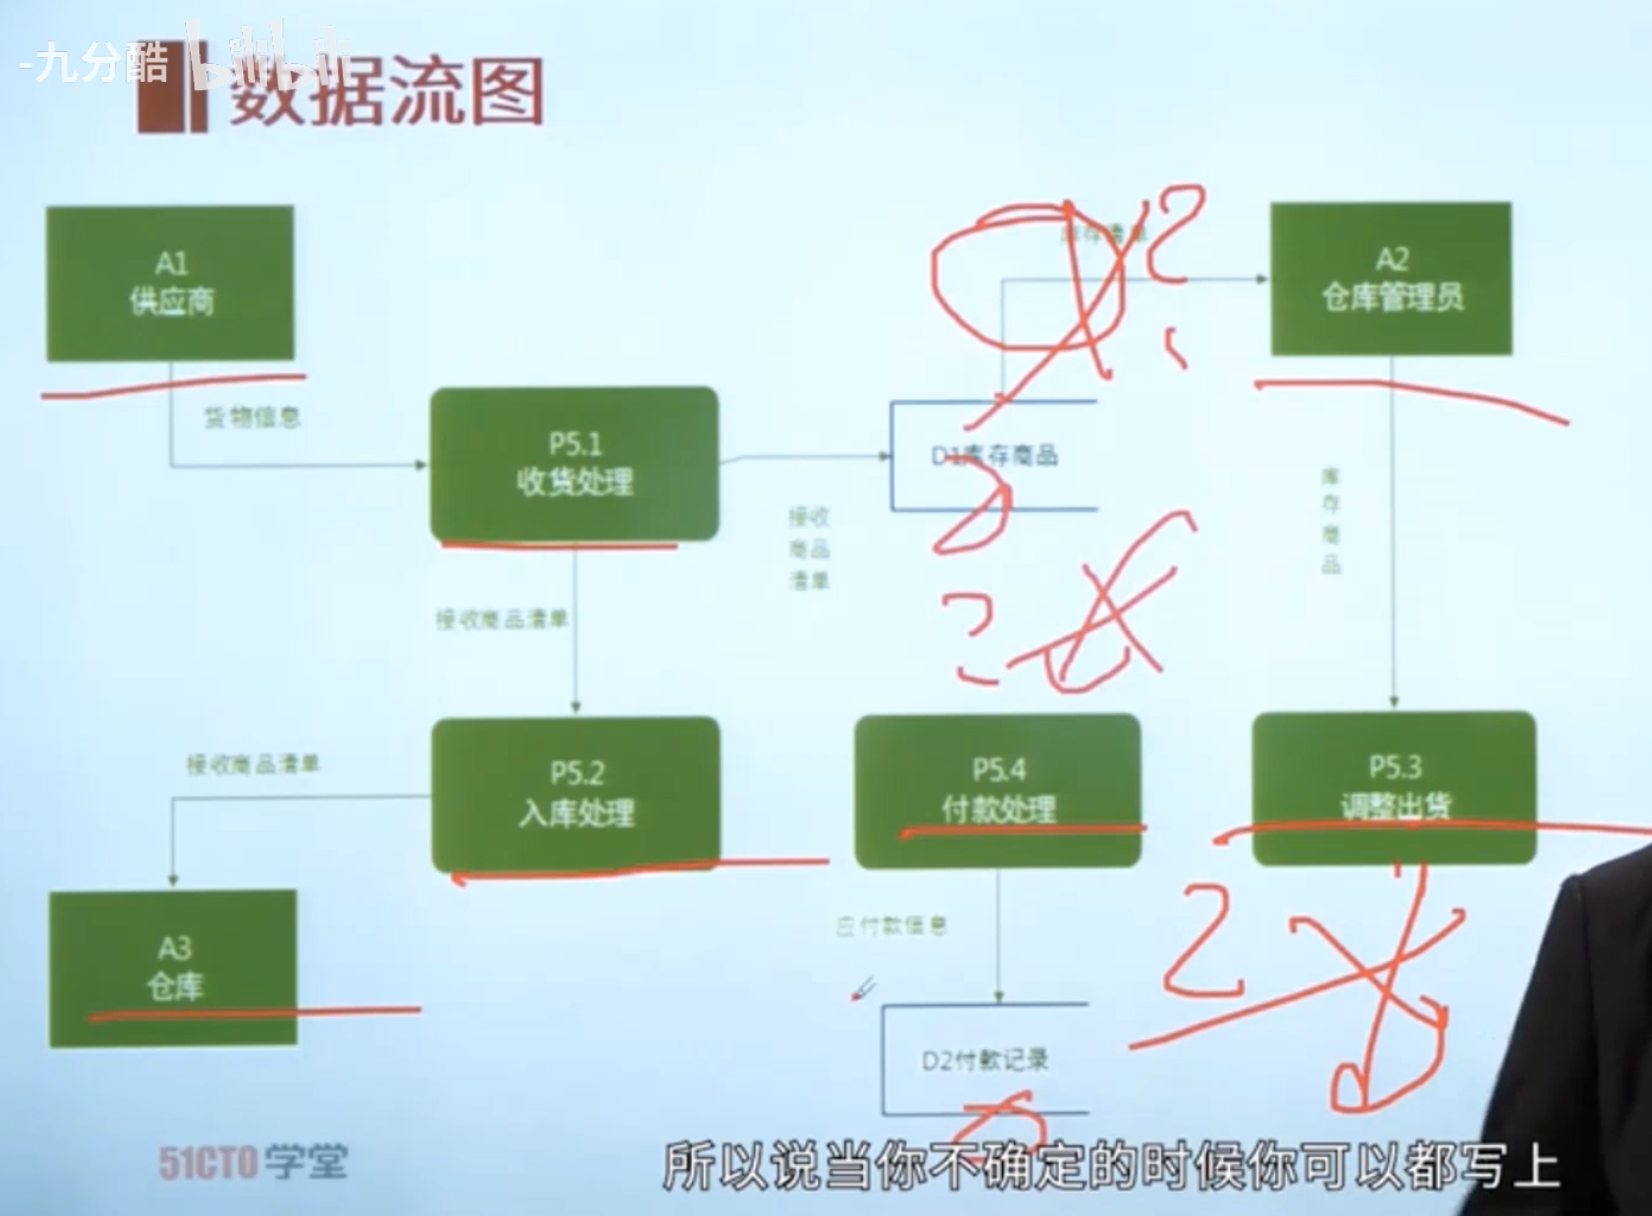 -九分酷 bilibili
数据流图
库存清单
A1
供应商
A2
仓库管理员
货物信息
P5.1
收货处理
D1库存商品
接收
商品
清单
库
存
商
品
接收商品清单
接收商品清单
P5.2
入库处理
P5.4
付款处理
P5.3
调整出货
应付款信息
A3
仓库
D2付款记录
51CTO学堂
所以说当你不确定的时候你可以都写上